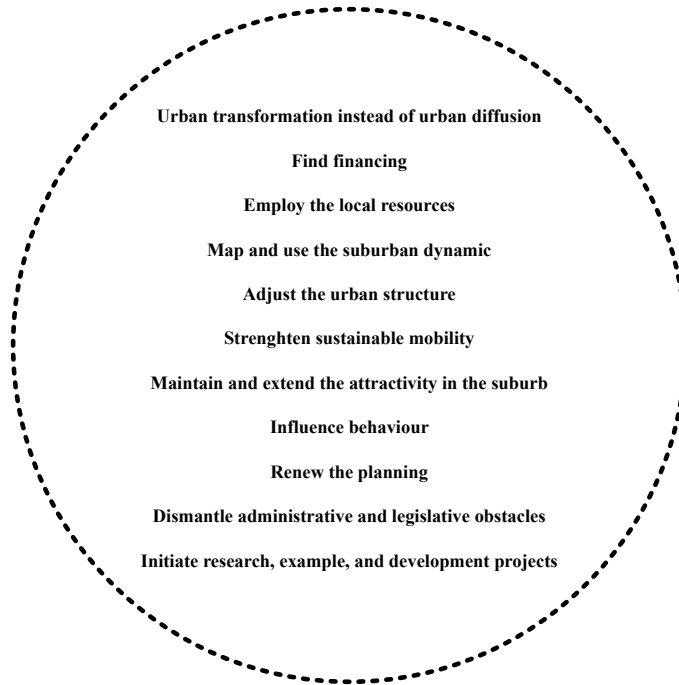 Urban transformation instead of urban diffusion
Find financing
Employ the local resources
Map and use the suburban dynamic
Adjust the urban structure
Strenghten sustainable mobility
Maintain and extend the attractivity in the suburb
Influence behaviour
Renew the planning
Dismantle administrative and legislative obstacles
Initiate research, example, and development projects